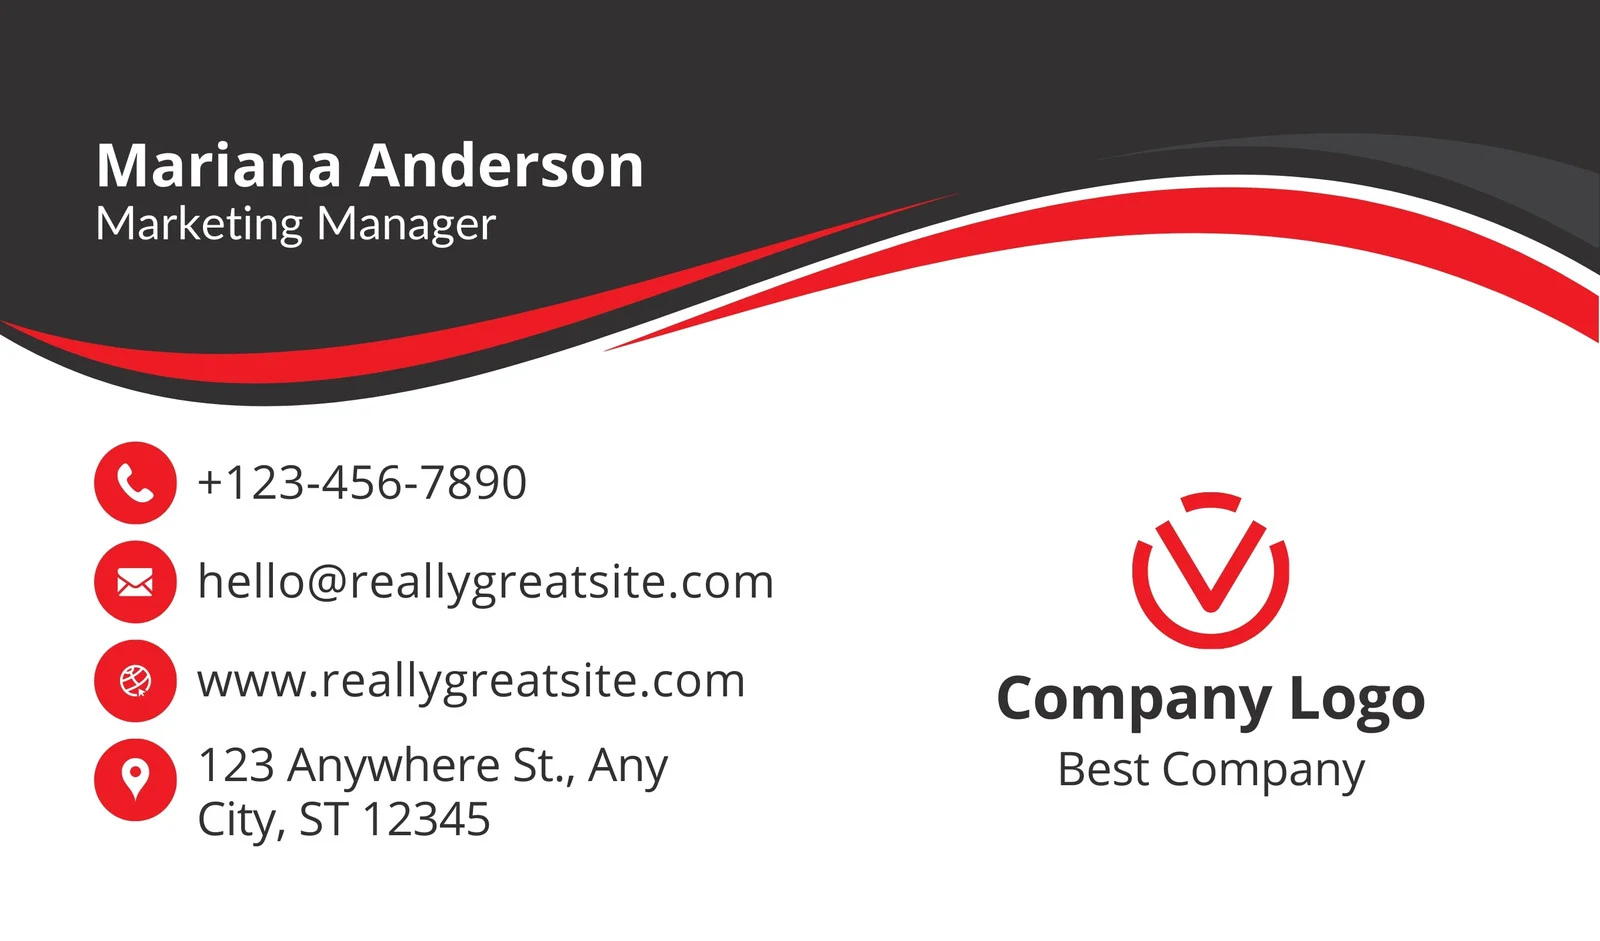 Mariana Anderson
Marketing Manager
+123-456-7890
hello@reallygreatsite.com
www.reallygreatsite.com
123 Anywhere St., Any
City, ST 12345
Company Logo
Best Company